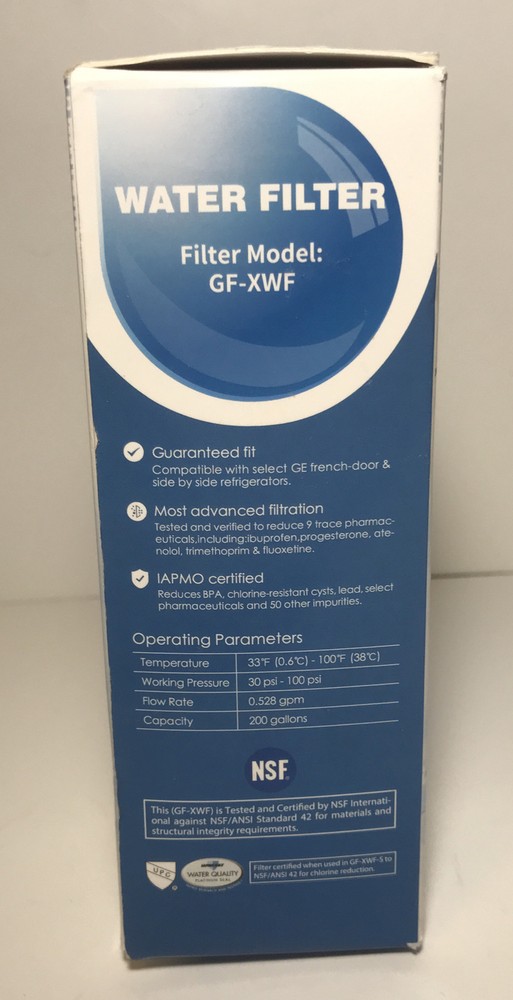 WATER FILTER
Filter Model:
GF-XWF
Guaranteed fit
Compatible with select GE french-door &
side by side refrigerators.
Most advanced filtration
Tested and verified to reduce 9 trace pharmac-
euticals,including:ibuprofen,progesterone, ate-
nolol, trimethoprim & fluoxetine.
IAPMO certified
Reduces BPA, chlorine-resistant cysts, lead, select
pharmaceuticals and 50 other impurities.
Operating Parameters
Temperature 33°F (0.6°C) - 100°F (38°C)
Working Pressure 30 psi - 100 psi
Flow Rate 0.528 gpm
Capacity 200 gallons
NSF
This (GF-XWF) is Tested and Certified by NSF Internati-
onal against NSF/ANSI Standard 42 for materials and
structural integrity requirements.
UPC
WATER QUALITY
Filter certified when used in GF-XWF-S to
NSF/ANSI 42 for chlorine reduction.